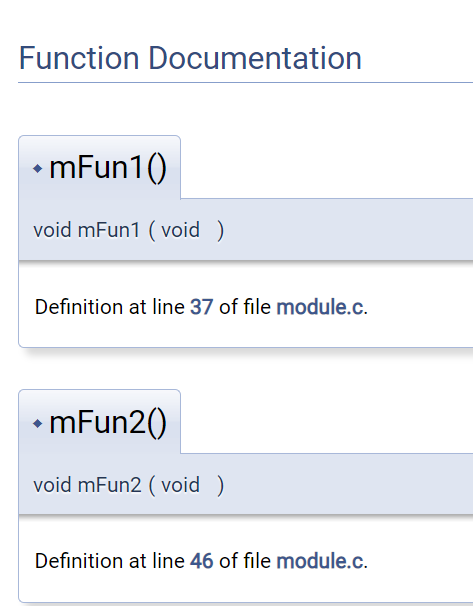 Function Documentation
mFun1()
void mFun1 ( void )
Definition at line 37 of file module.c.
mFun2()
void mFun2 ( void )
Definition at line 46 of file module.c.